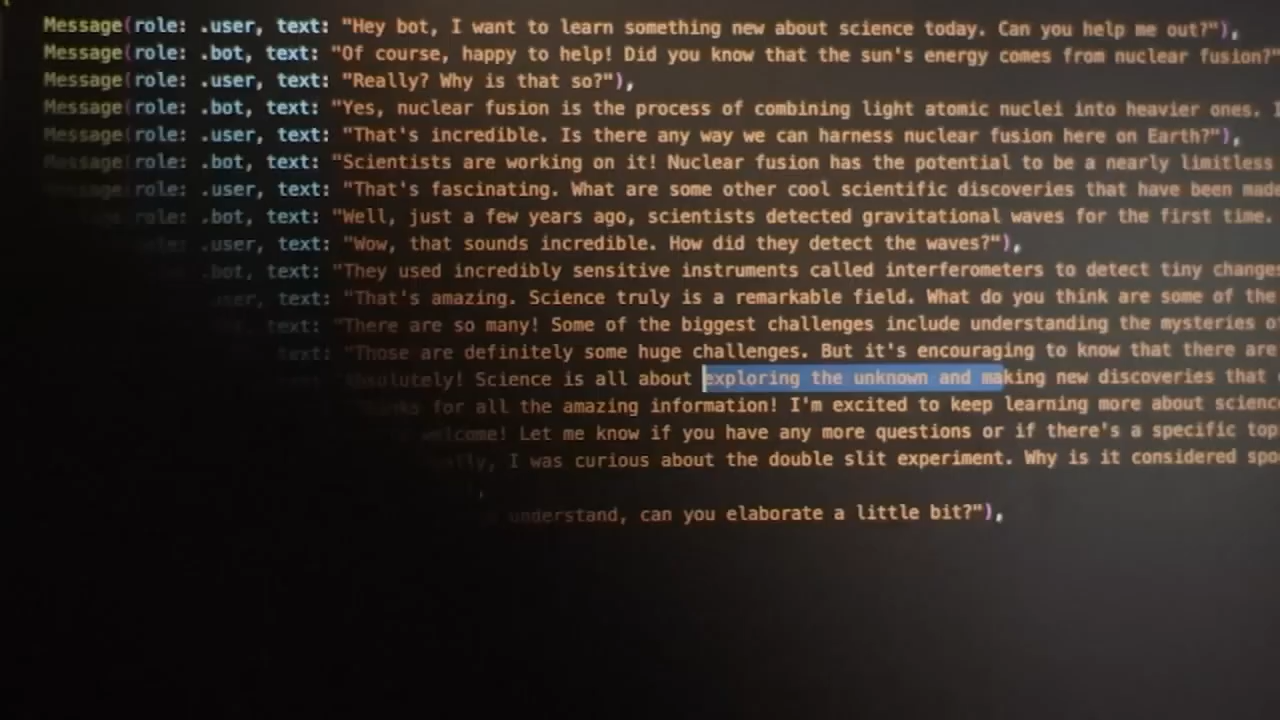 Message(role: .user, text: "Hey bot, I want to learn something new about science today. Can you help me out?"),
Message(role: .bot, text: "Of course, happy to help! Did you know that the sun's energy comes from nuclear fusion?"
Message(role: .user, text: "Really? Why is that so?"),
Message(role: .bot, text: "Yes, nuclear fusion is the process of combining light atomic nuclei into heavier ones.
Message(role: .user, text: "That's incredible. Is there any way we can harness nuclear fusion here on Earth?"),
Message(role: .bot, text: "Scientists are working on it! Nuclear fusion has the potential to be a nearly limitless
Message(role: .user, text: "That's fascinating. What are some other cool scientific discoveries that have been made
role: .bot, text: "Well, just a few years ago, scientists detected gravitational waves for the first time.
role: .user, text: "Wow, that sounds incredible. How did they detect the waves?"),
.bot, text: "They used incredibly sensitive instruments called interferometers to detect tiny changes
user, text: "That's amazing. Science truly is a remarkable field. What do you think are some of the
text: "There are so many! Some of the biggest challenges include understanding the mysteries
text: "Those are definitely some huge challenges. But it's encouraging to know that there are
Absolutely! Science is all about exploring the unknown and making new discoveries that
for all the amazing information! I'm excited to keep learning more about science
welcome! Let me know if you have any more questions or if there's a specific
I was curious about the double slit experiment. Why is it considered
understand, can you elaborate a little bit?"),